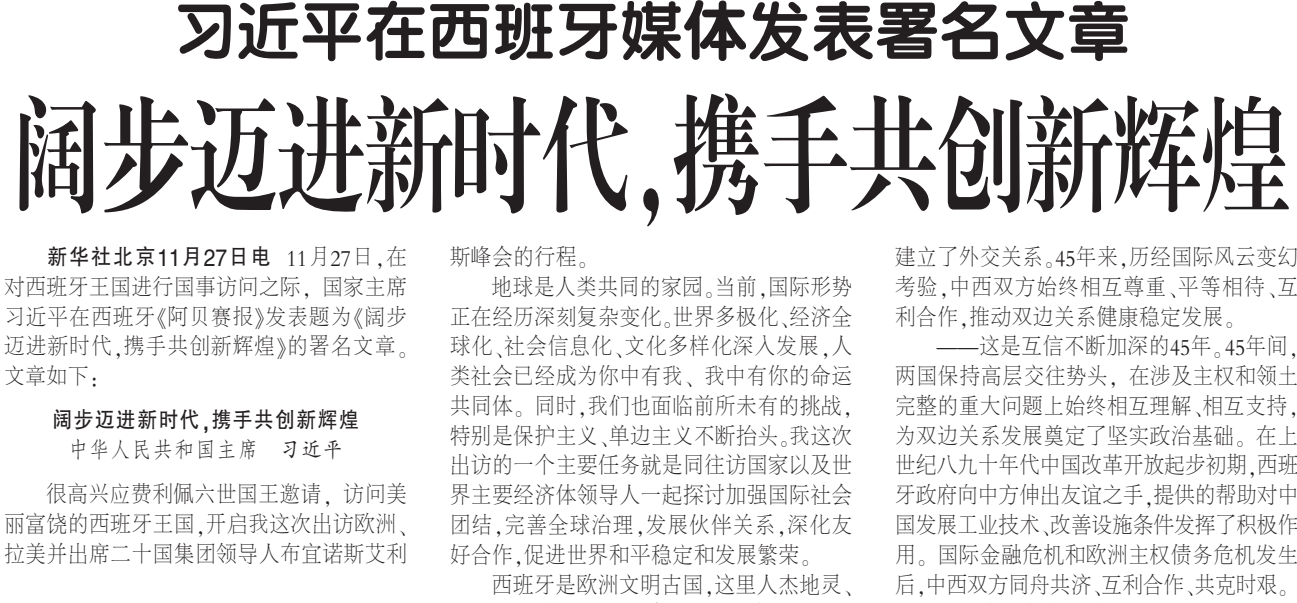 习近平在西班牙媒体发表署名文章
阔步迈进新时代，携手共创新辉煌
新华社北京11月27日电 11月27日，在
对西班牙王国进行国事访问之际，国家主席
习近平在西班牙《阿贝赛报》发表题为《阔步
迈进新时代，携手共创新辉煌》的署名文章。
文章如下：
阔步迈进新时代，携手共创新辉煌
中华人民共和国主席 习近平
很高兴应费利佩六世国王邀请，访问美
丽富饶的西班牙王国，开启我这次出访欧洲、
拉美并出席二十国集团领导人布宜诺斯艾利
斯峰会的行程。
地球是人类共同的家园。当前，国际形势
正在经历深刻复杂变化。世界多极化、经济全
球化、社会信息化、文化多样化深入发展，人
类社会已经成为你中有我、我中有你的命运
共同体。同时，我们也面临前所未有的挑战，
特别是保护主义、单边主义不断抬头。我这次
出访的一个主要任务就是同往访国家以及世
界主要经济体领导人一起探讨加强国际社会
团结，完善全球治理，发展伙伴关系，深化友
好合作，促进世界和平稳定和发展繁荣。
西班牙是欧洲文明古国，这里人杰地灵、
建立了外交关系。45年来，历经国际风云变幻
考验，中西双方始终相互尊重、平等相待、互
利合作，推动双边关系健康稳定发展。
——这是互信不断加深的45年。45年间，
两国保持高层交往势头，在涉及主权和领土
完整的重大问题上始终相互理解、相互支持，
为双边关系发展奠定了坚实政治基础。在上
世纪八九十年代中国改革开放起步初期，西班
牙政府向中方伸出友谊之手，提供的帮助对中
国发展工业技术、改善设施条件发挥了积极作
用。国际金融危机和欧洲主权债务危机发生
后，中西双方同舟共济、互利合作、共克时艰。